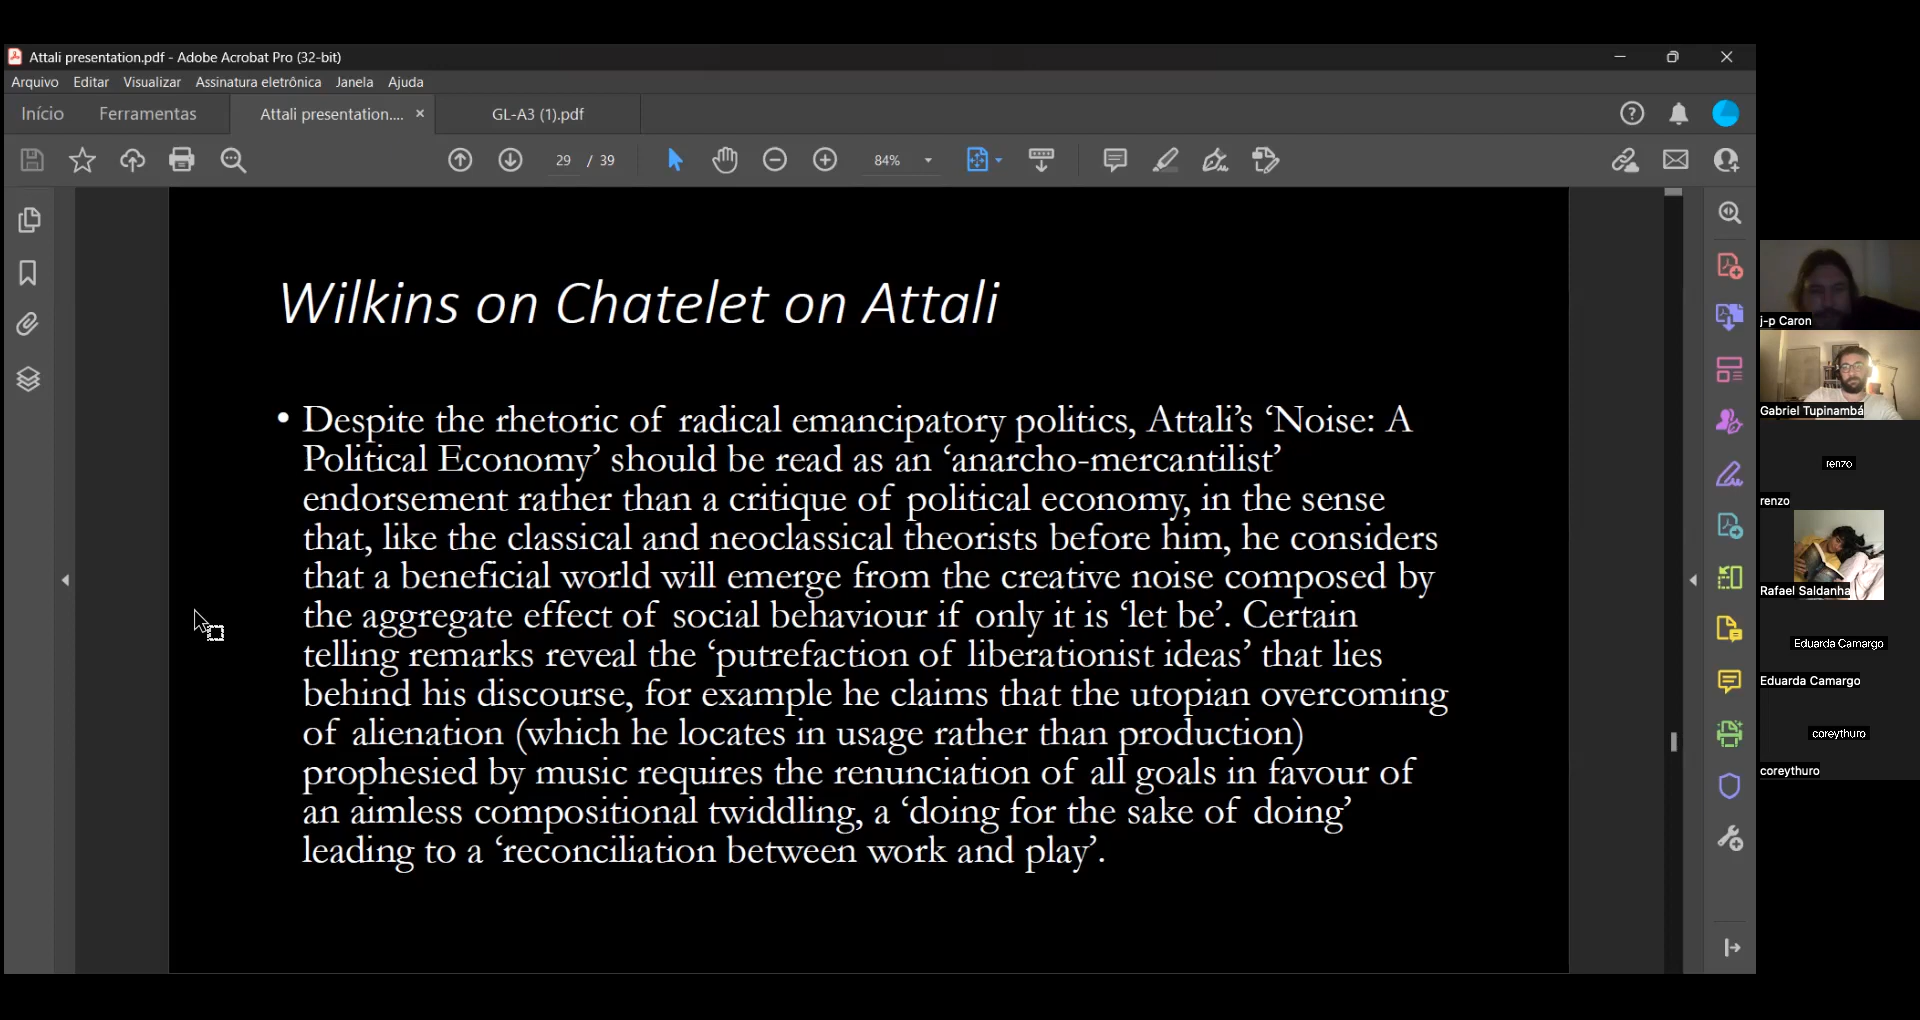 Attali presentation.pdf - Adobe Acrobat Pro (32-bit)
Arquivo Editar Visualizar Assinatura eletrônica Janela Ajuda
Início Ferramentas Attali presentation.... × GL-A3 (1).pdf
29 / 39 84%
Wilkins on Chatelet on Attali
• Despite the rhetoric of radical emancipatory politics, Attali’s ‘Noise: A
Political Economy’ should be read as an ‘anarcho-mercantilist’
endorsement rather than a critique of political economy, in the sense
that, like the classical and neoclassical theorists before him, he considers
that a beneficial world will emerge from the creative noise composed by
the aggregate effect of social behaviour if only it is ‘let be’. Certain
telling remarks reveal the ‘putrefaction of liberationist ideas’ that lies
behind his discourse, for example he claims that the utopian overcoming
of alienation (which he locates in usage rather than production)
prophesied by music requires the renunciation of all goals in favour of
an aimless compositional twiddling, a ‘doing for the sake of doing’
leading to a ‘reconciliation between work and play’.
j-p Caron
Gabriel Tupinambá
renzo
renzo
Rafael Saldanha
Eduarda Camargo
Eduarda Camargo
coreythuro
coreythuro